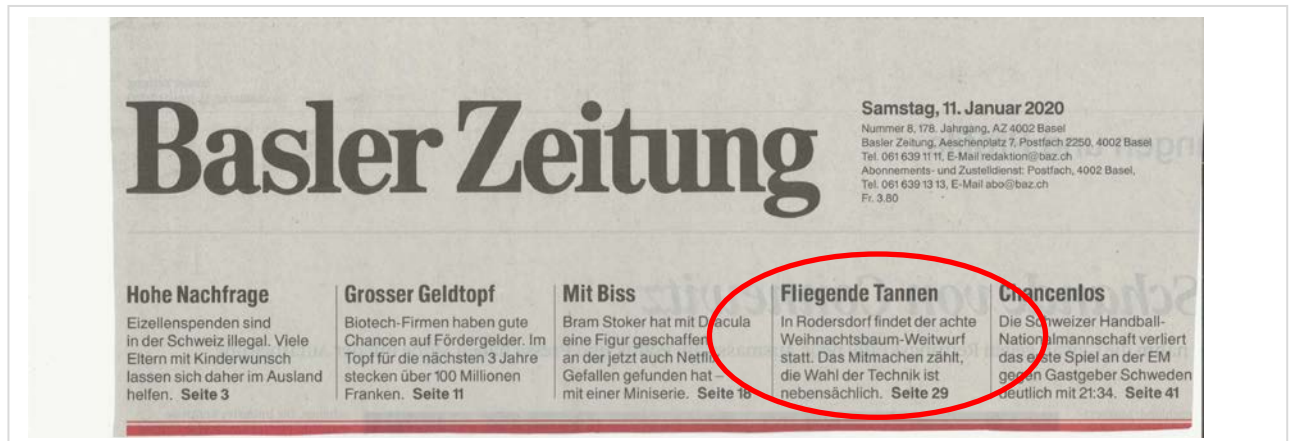 Basler Zeitung
Samstag, 11. Januar 2020
Nummer 8, 178. Jahrgang, AZ 4002 Basel
Basler Zeitung, Aeschenplatz 7, Postfach 2250, 4002 Basel
Tel. 061 639 11 11, E-Mail redaktion@baz.ch
Abonnements- und Zustelldienst: Postfach, 4002 Basel,
Tel. 061 639 13 13, E-Mail abo@baz.ch
Fr. 3.80
Hohe Nachfrage
Eizellenspenden sind
in der Schweiz illegal. Viele
Eltern mit Kinderwunsch
lassen sich daher im Ausland
helfen. Seite 3
Grosser Geldtopf
Biotech-Firmen haben gute
Chancen auf Fördergelder. Im
Topf für die nächsten 3 Jahre
stecken über 100 Millionen
Franken. Seite 11
Mit Biss
Bram Stoker hat mit Dracula
eine Figur geschaffen,
an der jetzt auch Netflix
Gefallen gefunden hat –
mit einer Miniserie. Seite 18
Fliegende Tannen
In Rodersdorf findet der achte
Weihnachtsbaum-Weitwurf
statt. Das Mitmachen zählt,
die Wahl der Technik ist
nebensächlich. Seite 29
Chancenlos
Die Schweizer Handball-
Nationalmannschaft verliert
das erste Spiel an der EM
gegen Gastgeber Schweden
deutlich mit 21:34. Seite 41